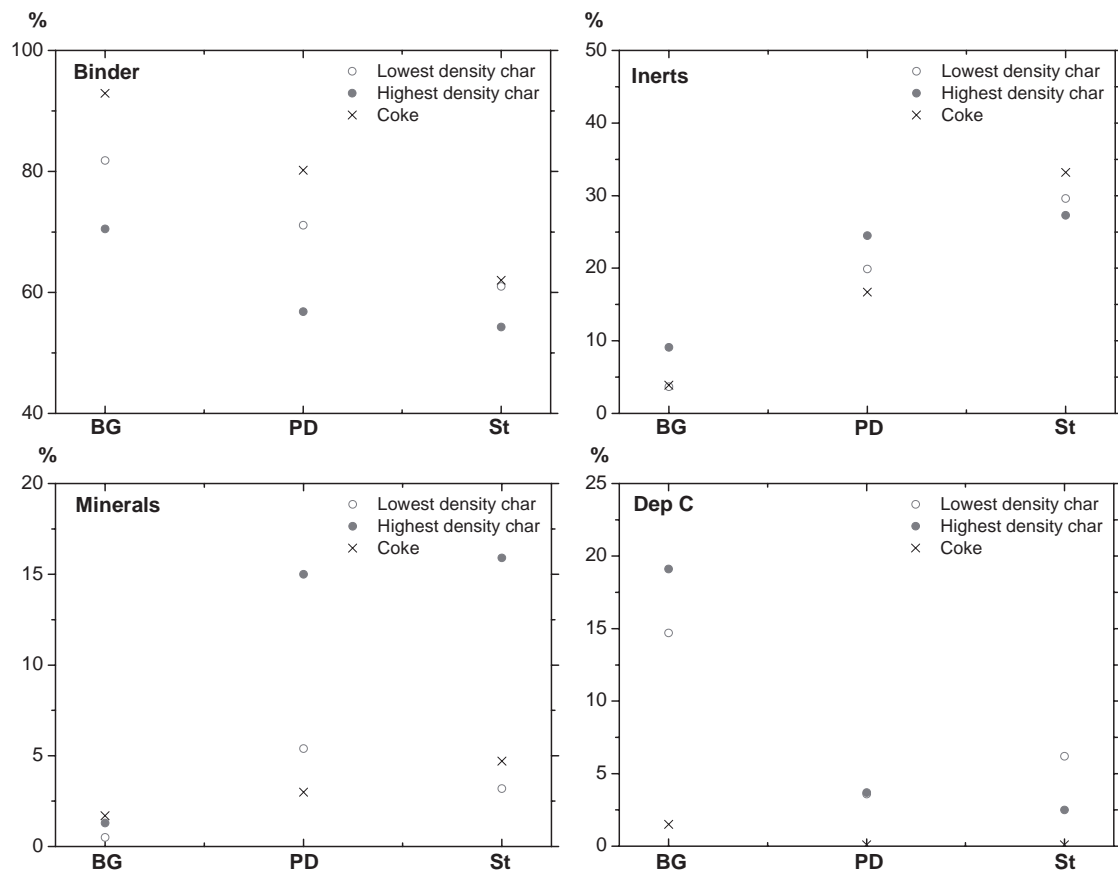 %
100
80
60
40
Binder
Lowest density char
Highest density char
× Coke
BG PD St
%
50
40
30
20
10
0
Inerts
Lowest density char
Highest density char
× Coke
BG PD St
%
20
15
10
5
0
Minerals
Lowest density char
Highest density char
× Coke
BG PD St
%
25
20
15
10
5
0
Dep C
Lowest density char
Highest density char
× Coke
BG PD St